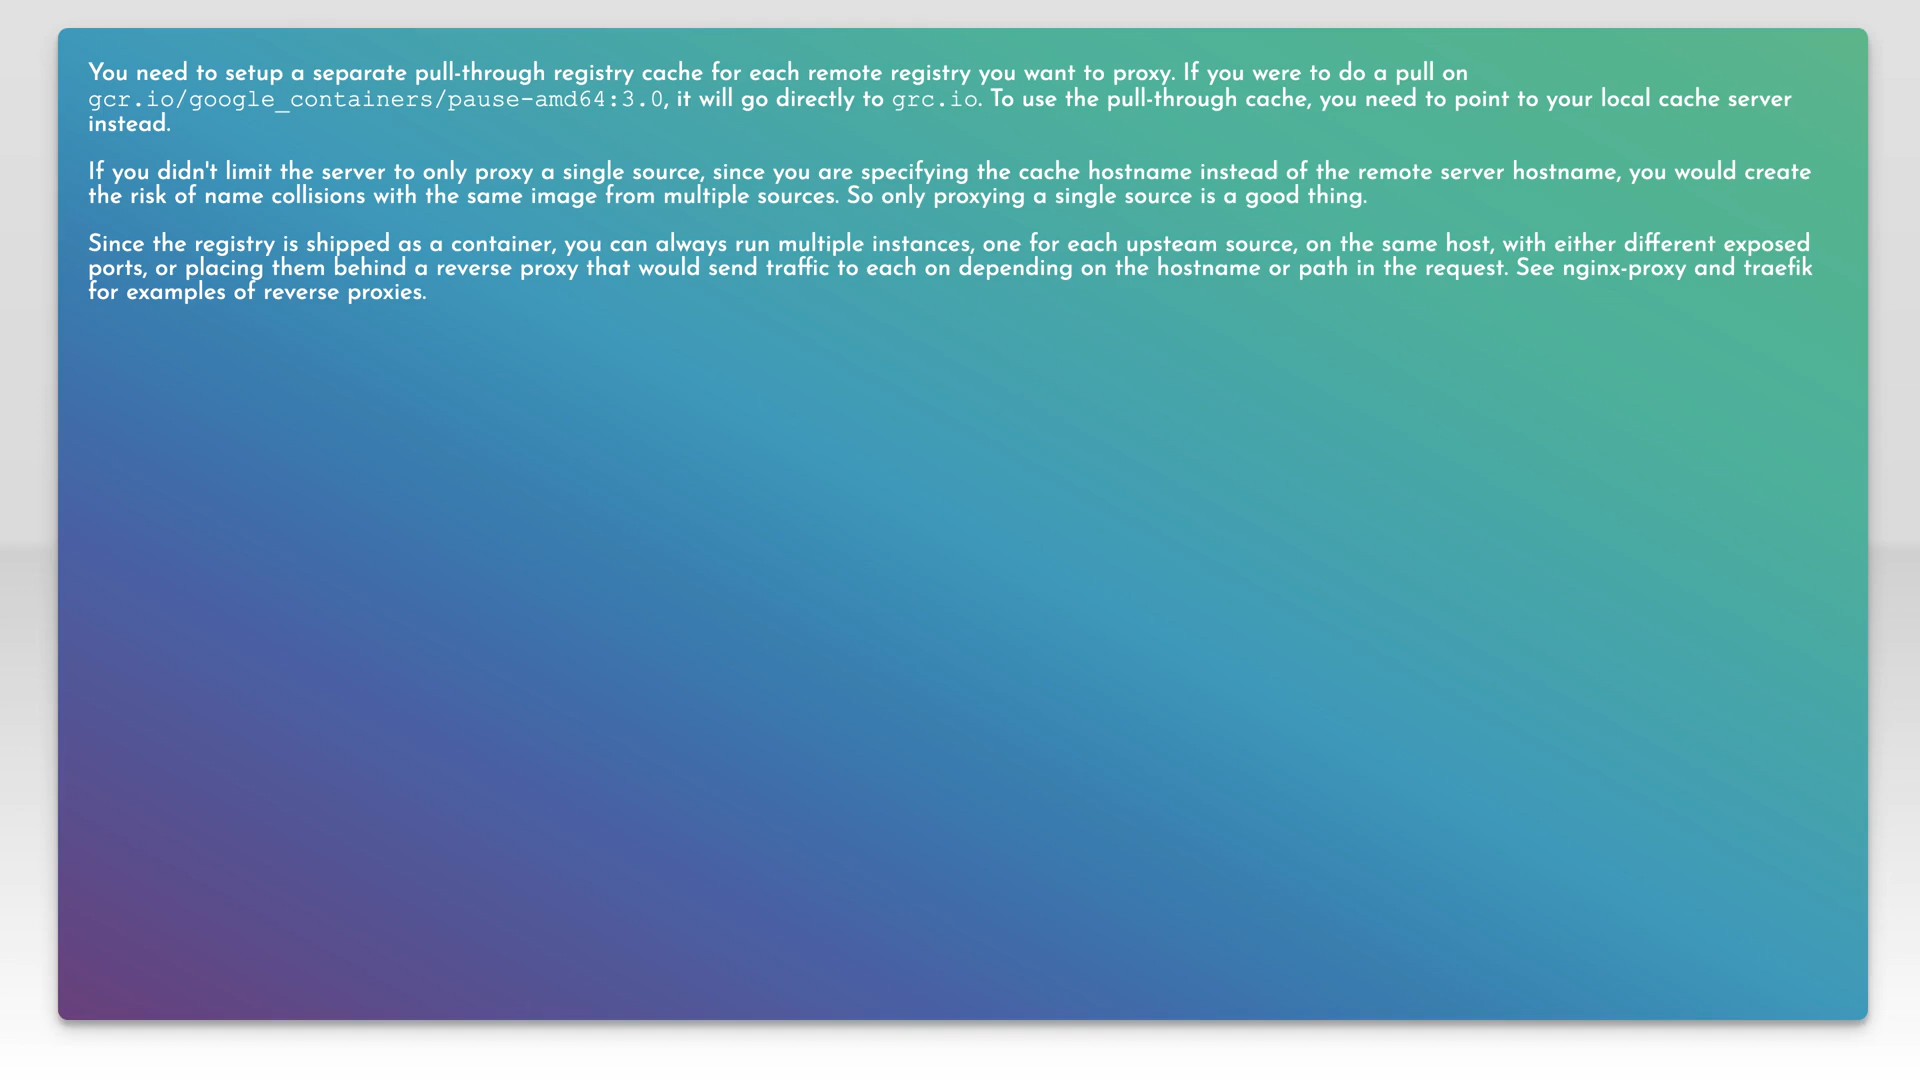 You need to setup a separate pull-through registry cache for each remote registry you want to proxy. If you were to do a pull on
gcr.io/google_containers/pause-amd64:3.0, it will go directly to grc.io. To use the pull-through cache, you need to point to your local cache server
instead.
If you didn't limit the server to only proxy a single source, since you are specifying the cache hostname instead of the remote server hostname, you would create
the risk of name collisions with the same image from multiple sources. So only proxying a single source is a good thing.
Since the registry is shipped as a container, you can always run multiple instances, one for each upsteam source, on the same host, with either different exposed
ports, or placing them behind a reverse proxy that would send traffic to each on depending on the hostname or path in the request. See nginx-proxy and traefik
for examples of reverse proxies.